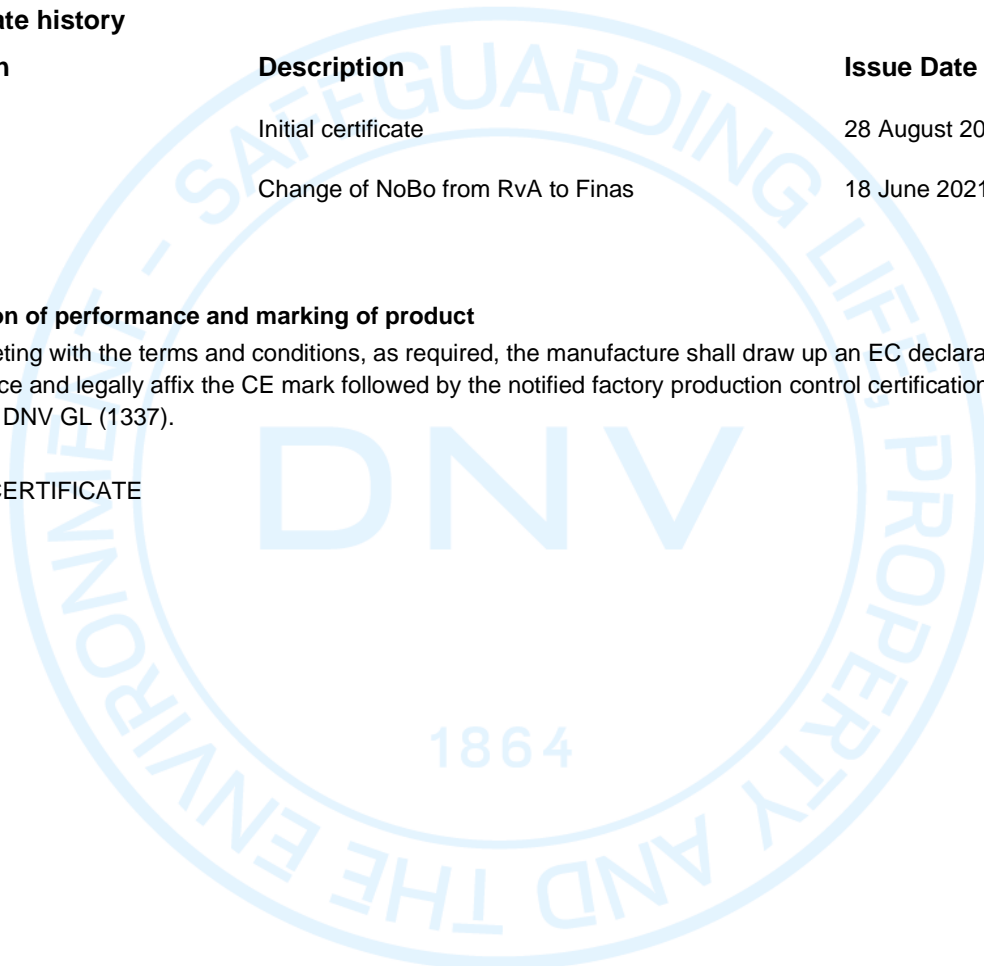 ate history
n Description Issue Date
Initial certificate 28 August 20
Change of NoBo from RvA to Finas 18 June 2021
on of performance and marking of product
eting with the terms and conditions, as required, the manufacture shall draw up an EC declara
ce and legally affix the CE mark followed by the notified factory production control certification
DNV GL (1337).
CERTIFICATE
SAFEGUARDING LIFE, PROPERTY AND THE ENVIRONMENT -
DNV
1864